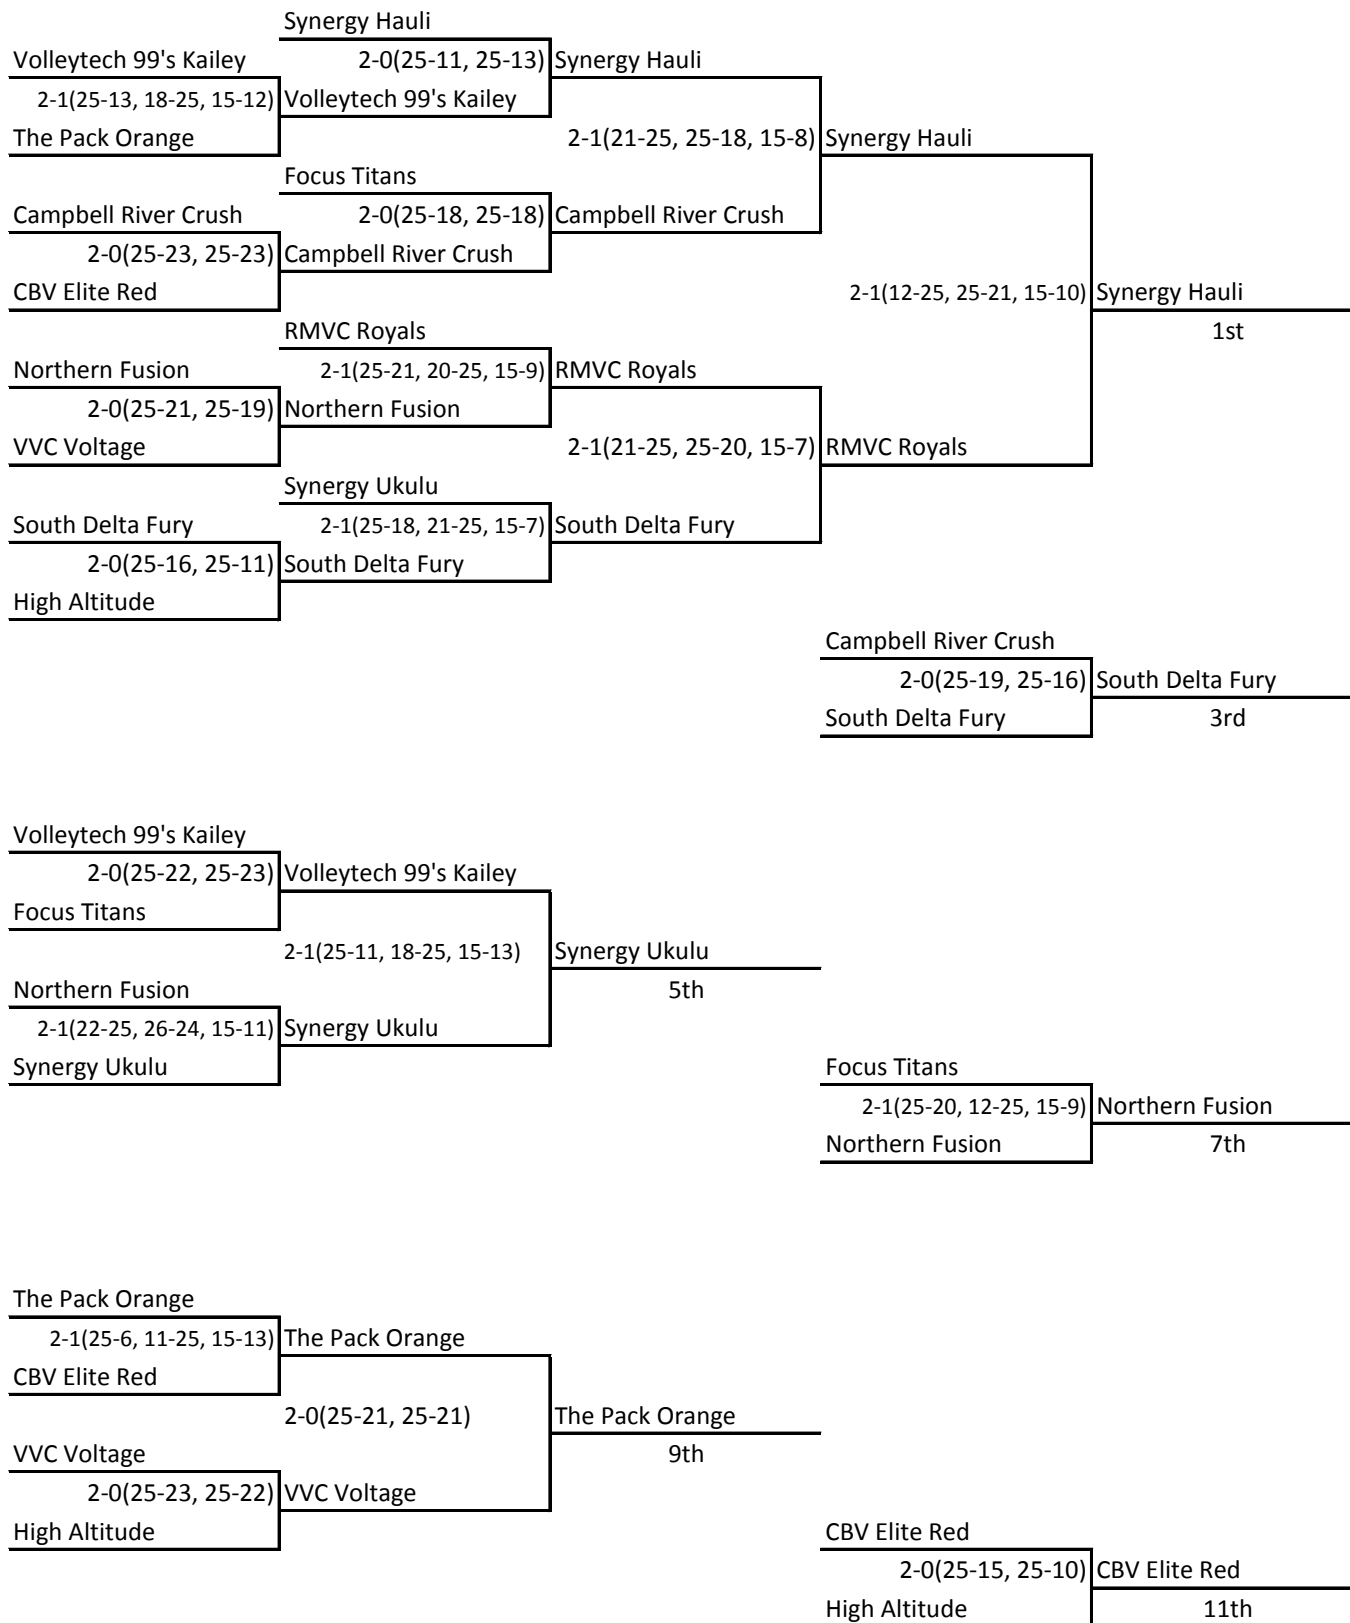 Synergy Hauli
Volleytech 99's Kailey
2-0(25-11, 25-13)
Synergy Hauli
2-1(25-13, 18-25, 15-12)
Volleytech 99's Kailey
The Pack Orange
2-1(21-25, 25-18, 15-8)
Synergy Hauli
Focus Titans
Campbell River Crush
2-0(25-18, 25-18)
Campbell River Crush
2-0(25-23, 25-23)
Campbell River Crush
CBV Elite Red
2-1(12-25, 25-21, 15-10)
Synergy Hauli
RMVC Royals
1st
Northern Fusion
2-1(25-21, 20-25, 15-9)
RMVC Royals
2-0(25-21, 25-19)
Northern Fusion
VVC Voltage
2-1(21-25, 25-20, 15-7)
RMVC Royals
Synergy Ukulu
South Delta Fury
2-1(25-18, 21-25, 15-7)
South Delta Fury
2-0(25-16, 25-11)
South Delta Fury
High Altitude
Campbell River Crush
2-0(25-19, 25-16)
South Delta Fury
South Delta Fury
3rd
Volleytech 99's Kailey
2-0(25-22, 25-23)
Volleytech 99's Kailey
Focus Titans
2-1(25-11, 18-25, 15-13)
Synergy Ukulu
Northern Fusion
5th
2-1(22-25, 26-24, 15-11)
Synergy Ukulu
Synergy Ukulu
Focus Titans
2-1(25-20, 12-25, 15-9)
Northern Fusion
Northern Fusion
7th
The Pack Orange
2-1(25-6, 11-25, 15-13)
The Pack Orange
CBV Elite Red
2-0(25-21, 25-21)
The Pack Orange
VVC Voltage
9th
2-0(25-23, 25-22)
VVC Voltage
High Altitude
CBV Elite Red
2-0(25-15, 25-10)
CBV Elite Red
High Altitude
11th